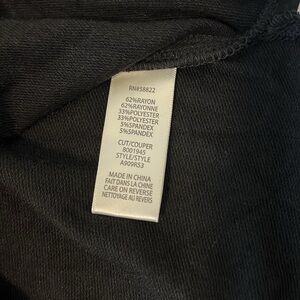 RN#58822
62%RAYON
62%RAYONNE
33%POLYESTER
33%POLYESTER
5%SPANDEX
5%SPANDEX
CUT/COUPER
8001945
STYLE/STYLE
A909RS3
MADE IN CHINA
FAIT DANS LA CHINE
CARE ON REVERSE
NETTOYAGE AU REVERS